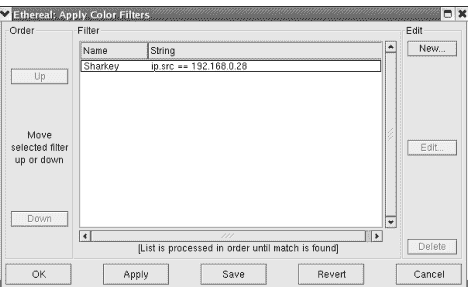 Ethereal: Apply Color Filters
Order
Up
Move
selected filter
up or down
Down
Filter
Name String
Sharkey ip.src == 192.168.0.28
[List is processed in order until match is found]
Edit
New...
Edit...
Delete
OK Apply Save Revert Cancel